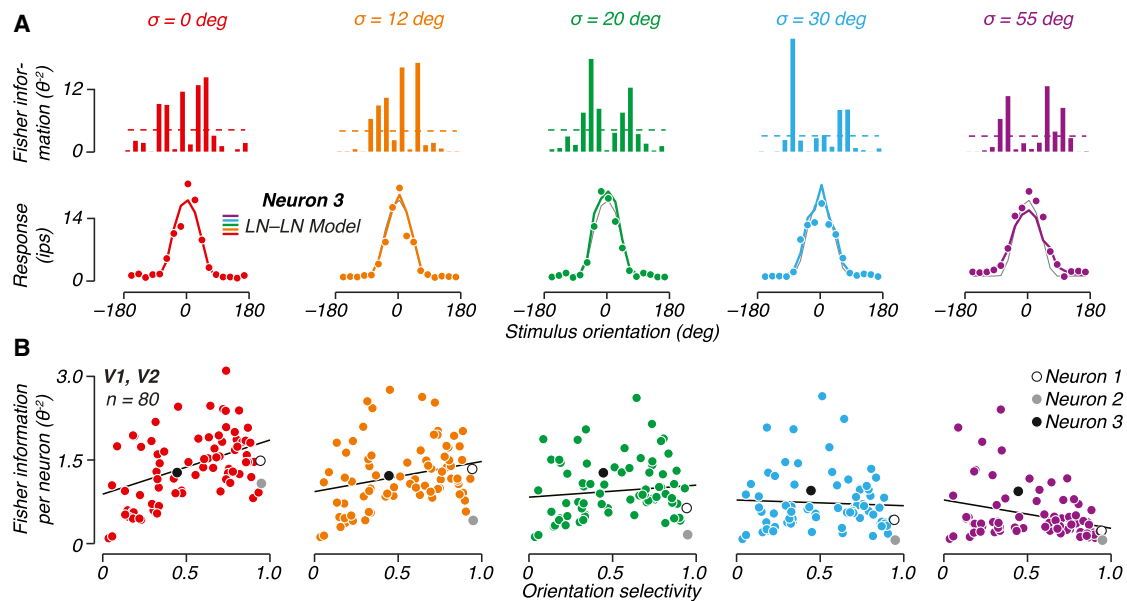 A
σ = 0 deg
σ = 12 deg
σ = 20 deg
σ = 30 deg
σ = 55 deg
Fisher infor-
mation (θ⁻²)
12
0
Neuron 3
LN–LN Model
Response
(ips)
14
0
−180 0 180
−180 0 180
−180 0 180
−180 0 180
−180 0 180
Stimulus orientation (deg)
B
V1, V2
n = 80
Neuron 1
Neuron 2
Neuron 3
Fisher information
per neuron (θ⁻²)
3.0
1.5
0
0 0.5 1.0
0 0.5 1.0
0 0.5 1.0
0 0.5 1.0
0 0.5 1.0
Orientation selectivity